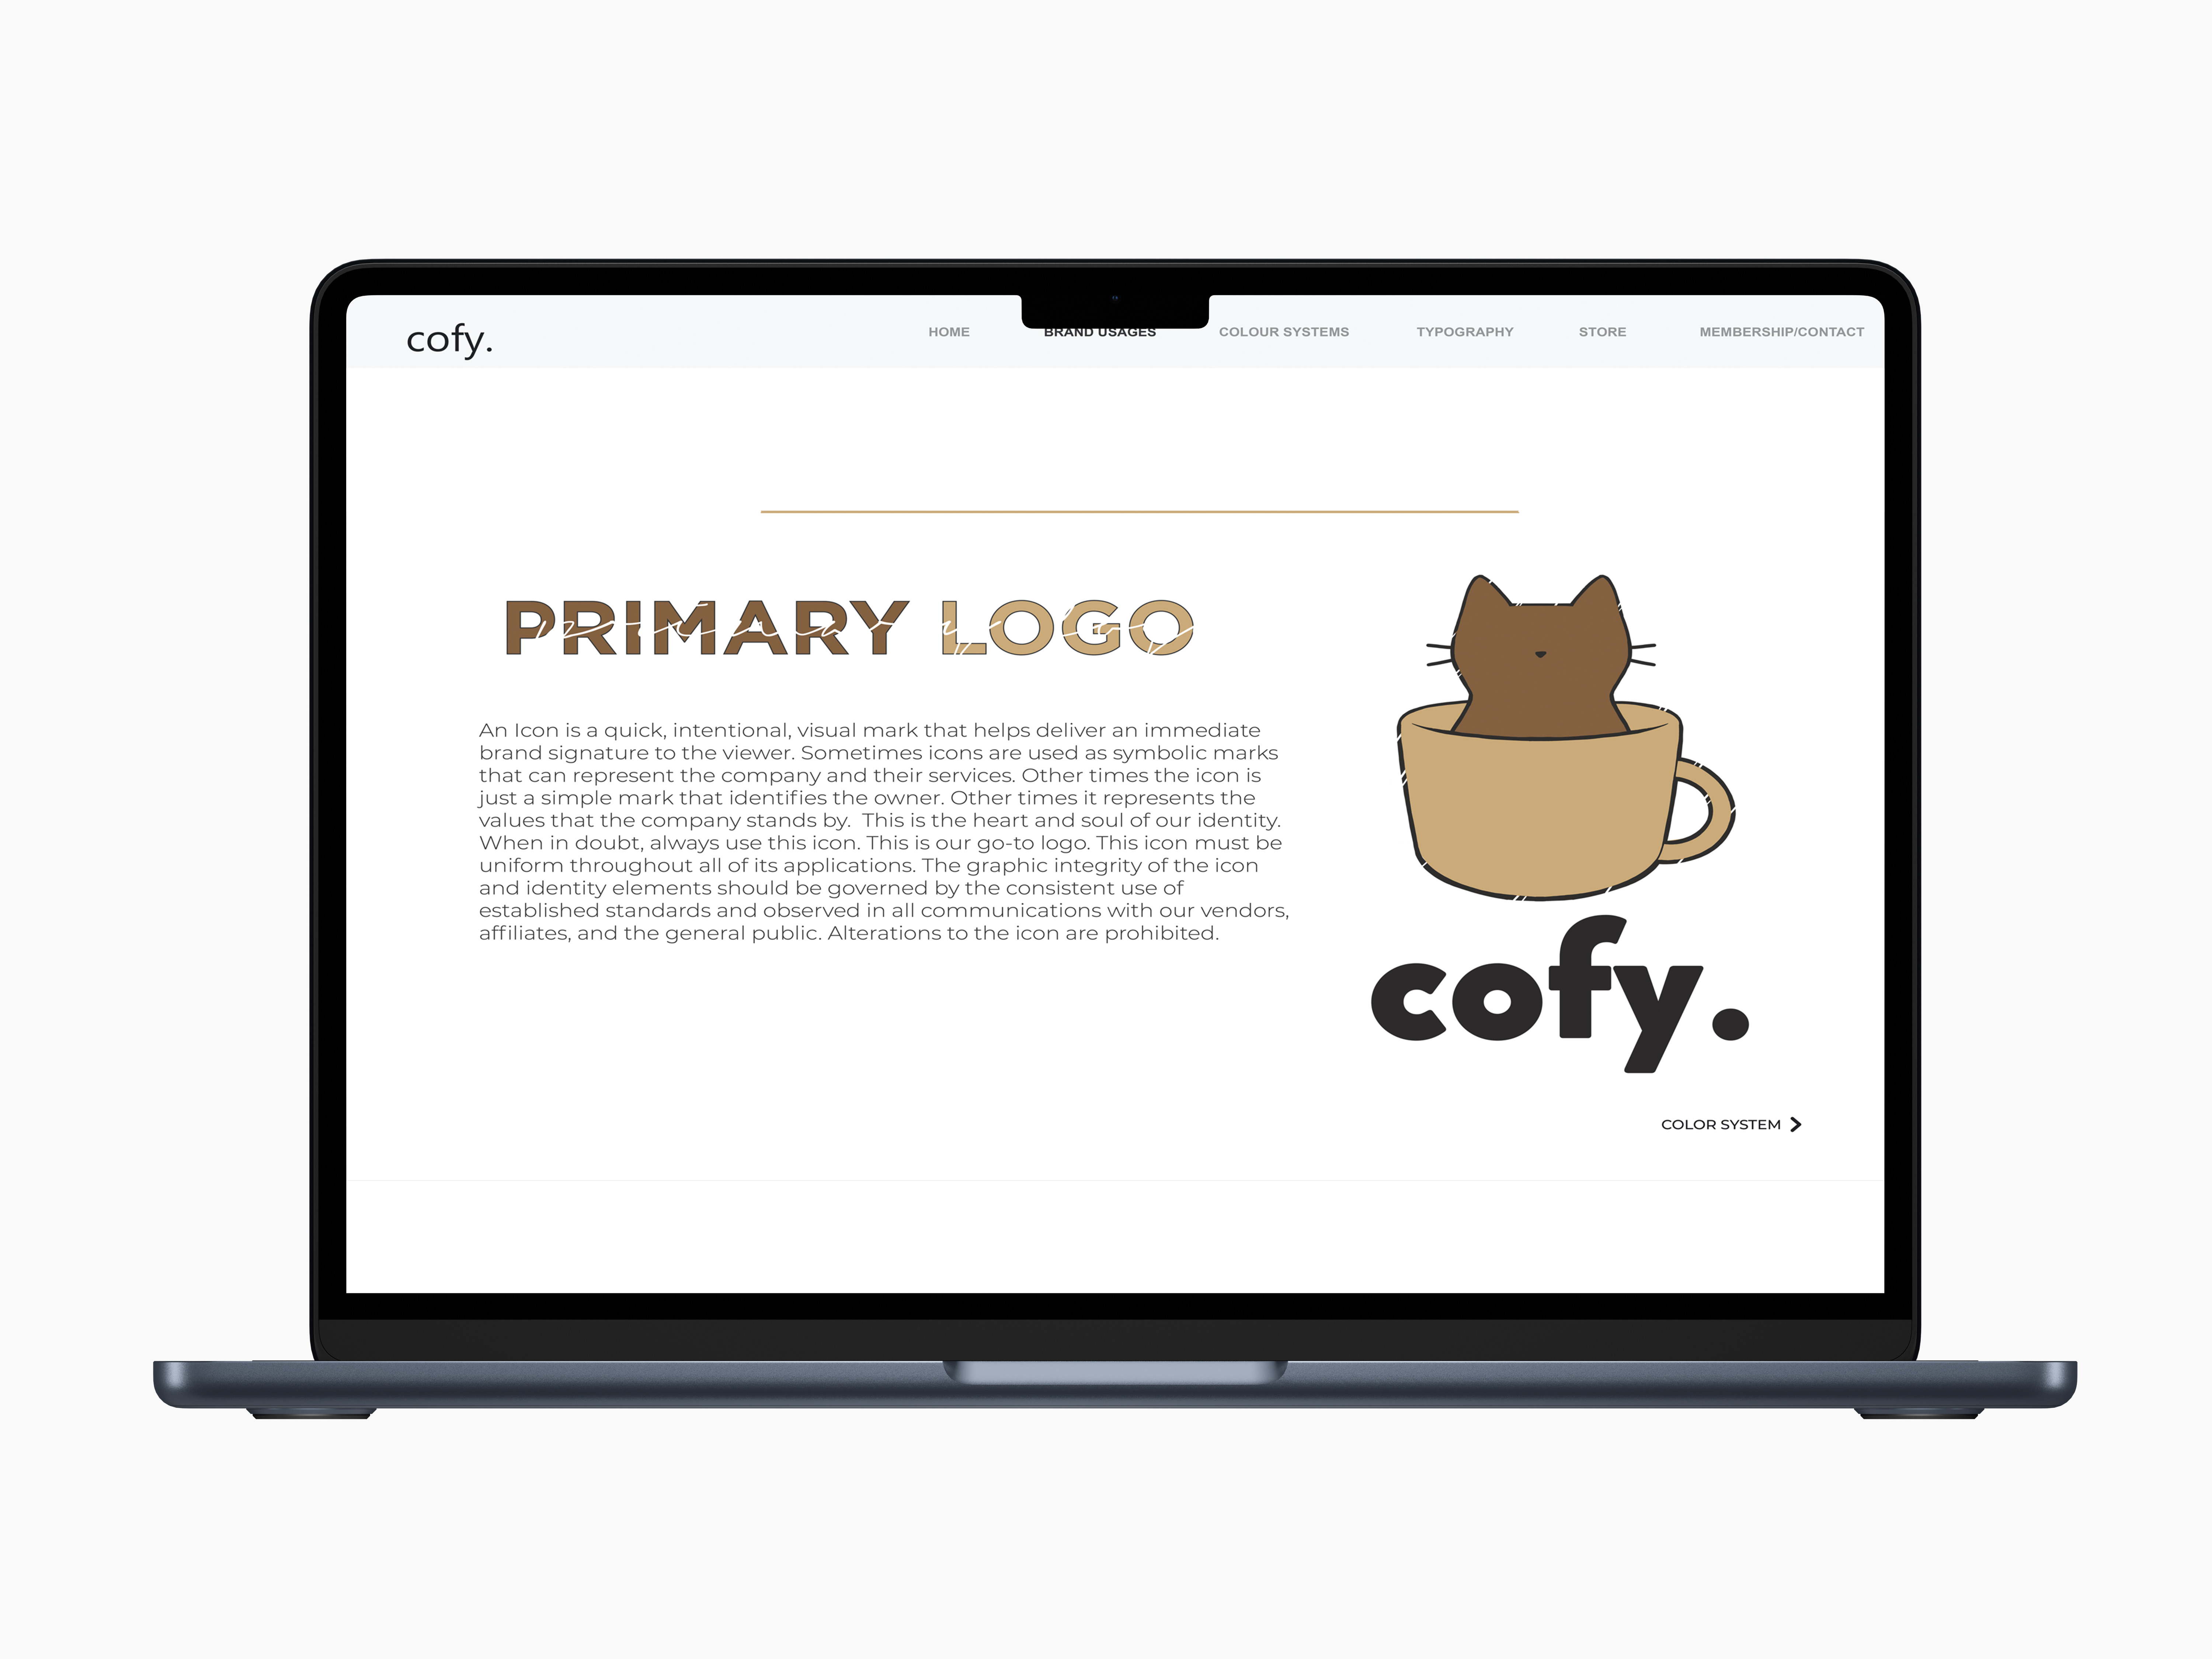 cofy.
HOME BRAND USAGES COLOUR SYSTEMS TYPOGRAPHY STORE MEMBERSHIP/CONTACT
PRIMARY LOGO
An Icon is a quick, intentional, visual mark that helps deliver an immediate
brand signature to the viewer. Sometimes icons are used as symbolic marks
that can represent the company and their services. Other times the icon is
just a simple mark that identifies the owner. Other times it represents the
values that the company stands by.  This is the heart and soul of our identity.
When in doubt, always use this icon. This is our go-to logo. This icon must be
uniform throughout all of its applications. The graphic integrity of the icon
and identity elements should be governed by the consistent use of
established standards and observed in all communications with our vendors,
affiliates, and the general public. Alterations to the icon are prohibited.
cofy.
COLOR SYSTEM